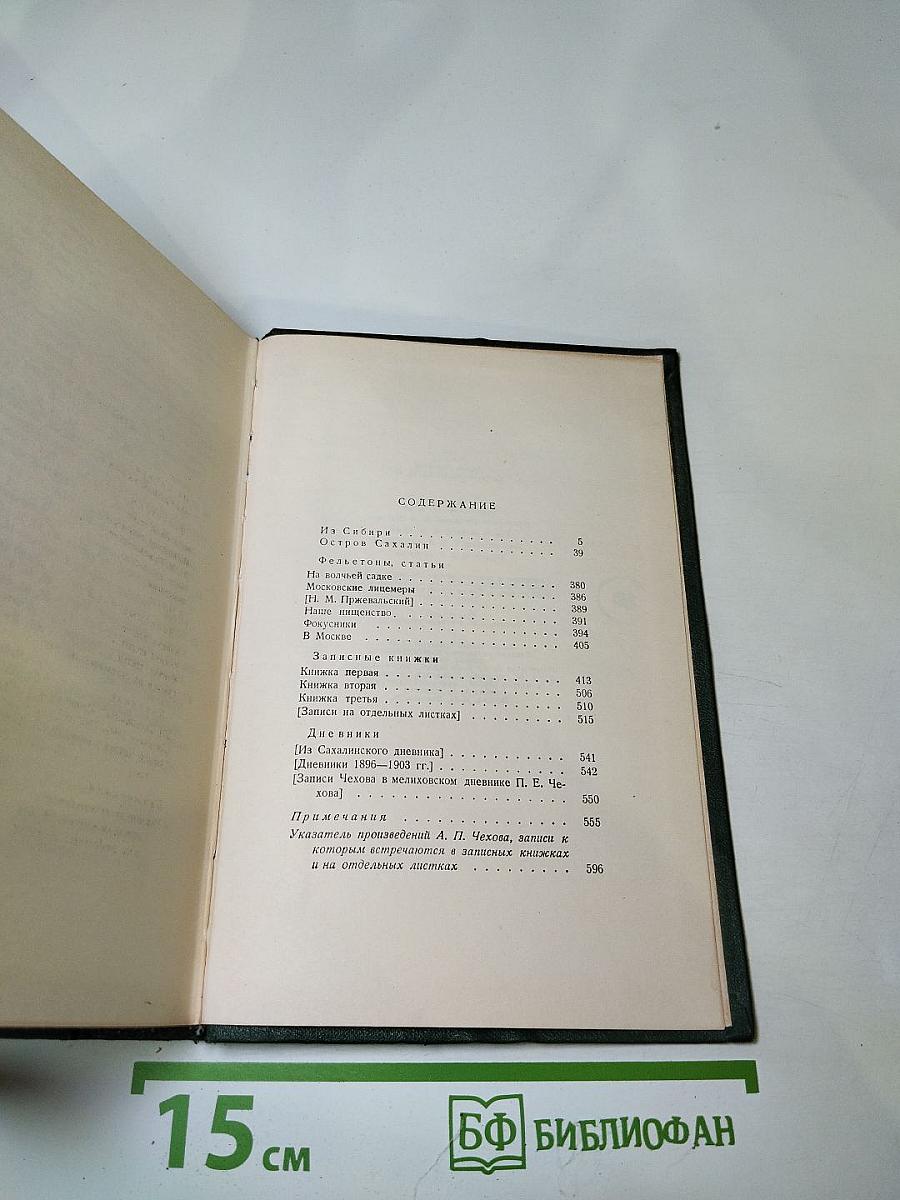 СОДЕРЖАНИЕ
Из Сибири . . . . . . . . . . . . . . . 5
Остров Сахалин . . . . . . . . . . . . 39
Фельетоны, статьи
На волчьей садке . . . . . . . . . . . . . . 380
Московские лицемеры . . . . . . . . . . . . 386
[Н. М. Пржевальский] . . . . . . . . . . . . 389
Наше нищенство . . . . . . . . . . . . . . 391
Фокусники . . . . . . . . . . . . . . . . 394
В Москве . . . . . . . . . . . . . . . . 405
Записные книжки
Книжка первая . . . . . . . . . . . . . . . 413
Книжка вторая . . . . . . . . . . . . . . . 506
Книжка третья . . . . . . . . . . . . . . . 510
[Записи на отдельных листках] . . . . . . . . 515
Дневники
[Из Сахалинского дневника] . . . . . . . . . . 541
[Дневники 1896—1903 гг.] . . . . . . . . . . . 542
[Записи Чехова в мелиховском дневнике П. Е. Че-
хова] . . . . . . . . . . . . . . . . . 550
Примечания . . . . . . . . . . . . . . 555
Указатель произведений А. П. Чехова, записи к
которым встречаются в записных книжках
и на отдельных листках . . . . . . . . . 596
15 см
БФ БИБЛИОФАН